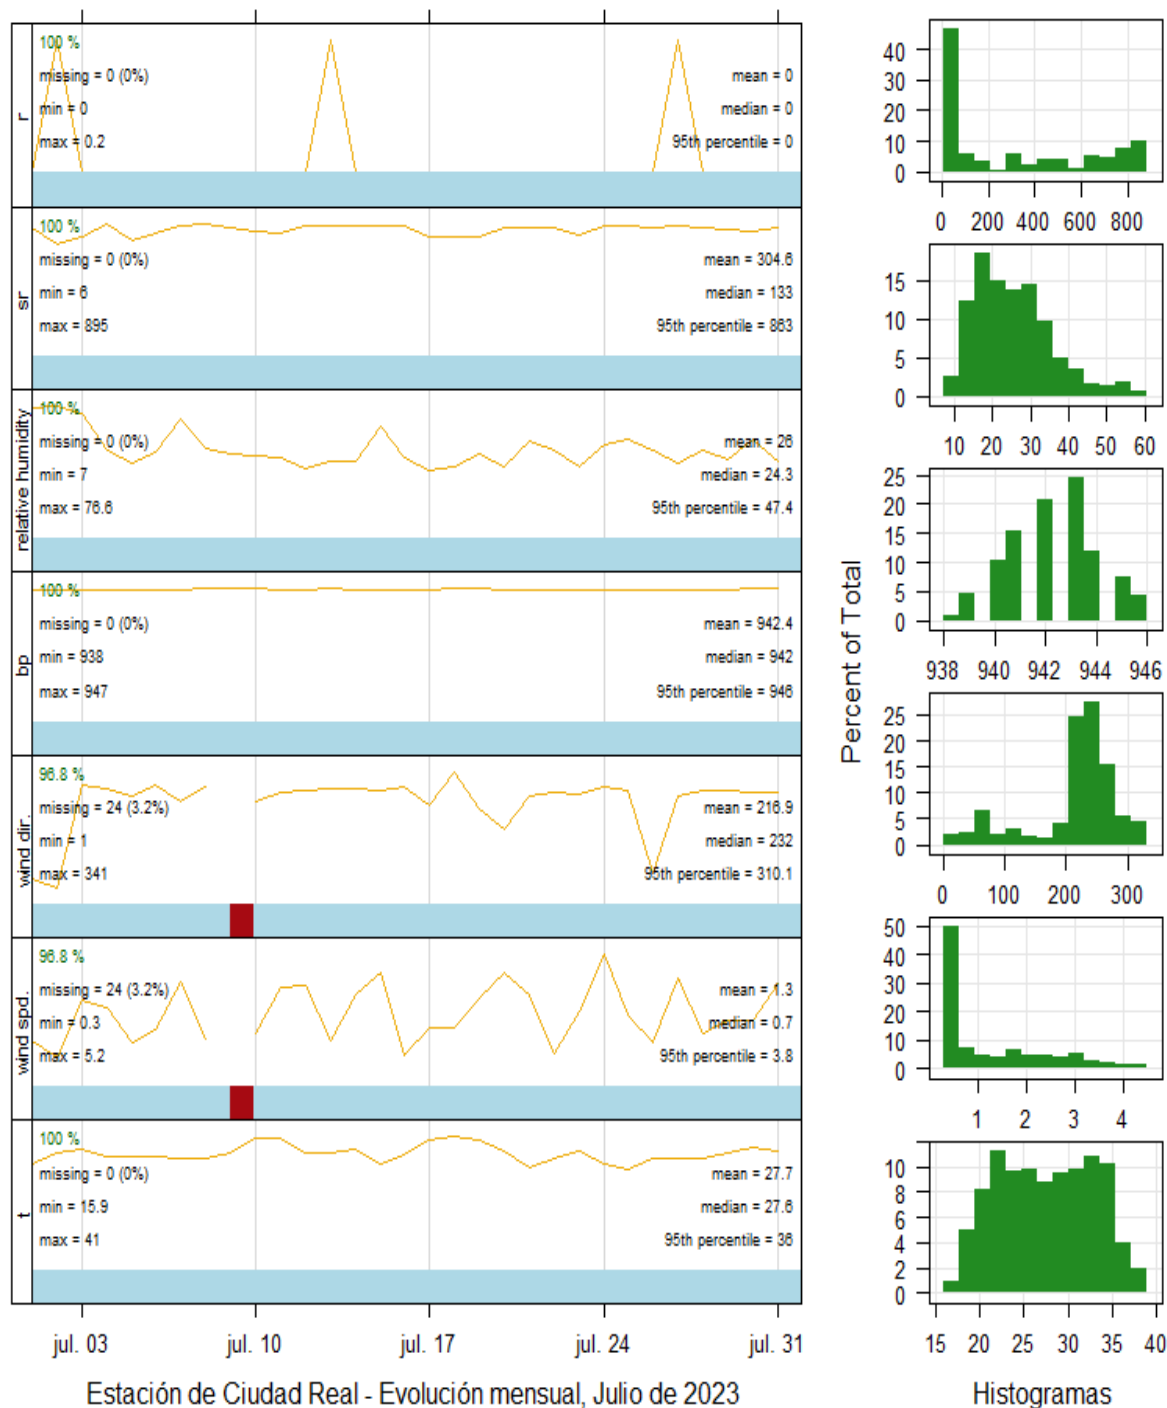 r
100 %
missing = 0 (0%)
min = 0
max = 0.2
mean = 0
median = 0
95th percentile = 0
sr
100 %
missing = 0 (0%)
min = 6
max = 895
mean = 304.6
median = 133
95th percentile = 863
relative humidity
100 %
missing = 0 (0%)
min = 7
max = 76.6
mean = 26
median = 24.3
95th percentile = 47.4
bp
100 %
missing = 0 (0%)
min = 938
max = 947
mean = 942.4
median = 942
95th percentile = 946
wind dir.
96.8 %
missing = 24 (3.2%)
min = 1
max = 341
mean = 216.9
median = 232
95th percentile = 310.1
wind spd.
96.8 %
missing = 24 (3.2%)
min = 0.3
max = 5.2
mean = 1.3
median = 0.7
95th percentile = 3.8
t
100 %
missing = 0 (0%)
min = 15.9
max = 41
mean = 27.7
median = 27.6
95th percentile = 36
jul. 03 jul. 10 jul. 17 jul. 24 jul. 31
Estación de Ciudad Real - Evolución mensual, Julio de 2023
Percent of Total
40
30
20
10
0
0 200 400 600 800
15
10
5
0
10 20 30 40 50 60
25
20
15
10
5
0
938 940 942 944 946
25
20
15
10
5
0
0 100 200 300
50
40
30
20
10
0
1 2 3 4
10
8
6
4
2
0
15 20 25 30 35 40
Histogramas